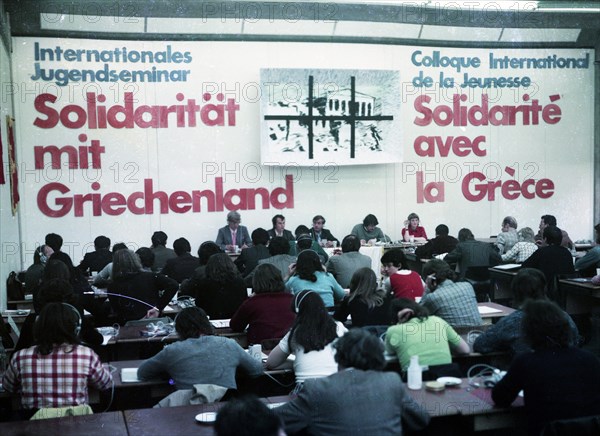 Internationales
Jugendseminar
Solidarität
mit
Griechenland
Colloque International
de la Jeunesse
Solidarité
avec
la Grèce